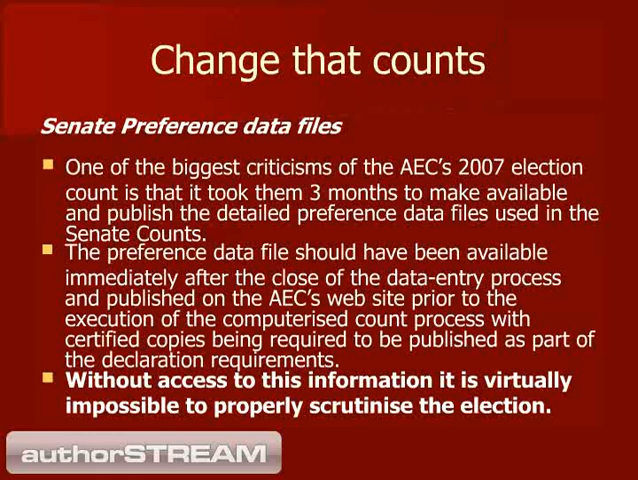 Change that counts
Senate Preference data files
One of the biggest criticisms of the AEC's 2007 election
count is that it took them 3 months to make available
and publish the detailed preference data files used in the
Senate Counts.
The preference data file should have been available
immediately after the close of the data-entry process
and published on the AEC's web site prior to the
execution of the computerised count process with
certified copies being required to be published as part of
the declaration requirements.
Without access to this information it is virtually
impossible to properly scrutinise the election.
authorSTREAM